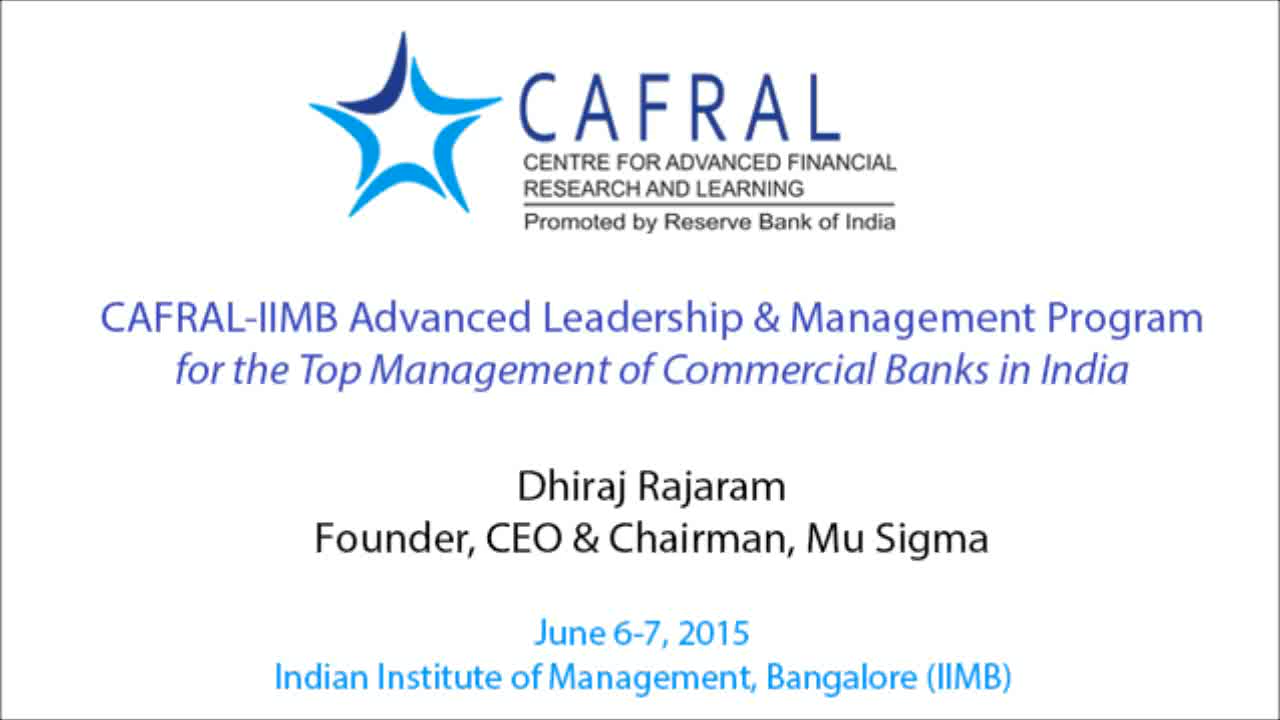 CAFRAL
CENTRE FOR ADVANCED FINANCIAL
RESEARCH AND LEARNING
Promoted by Reserve Bank of India
CAFRAL-IIMB Advanced Leadership & Management Program
for the Top Management of Commercial Banks in India
Dhiraj Rajaram
Founder, CEO & Chairman, Mu Sigma
June 6-7, 2015
Indian Institute of Management, Bangalore (IIMB)